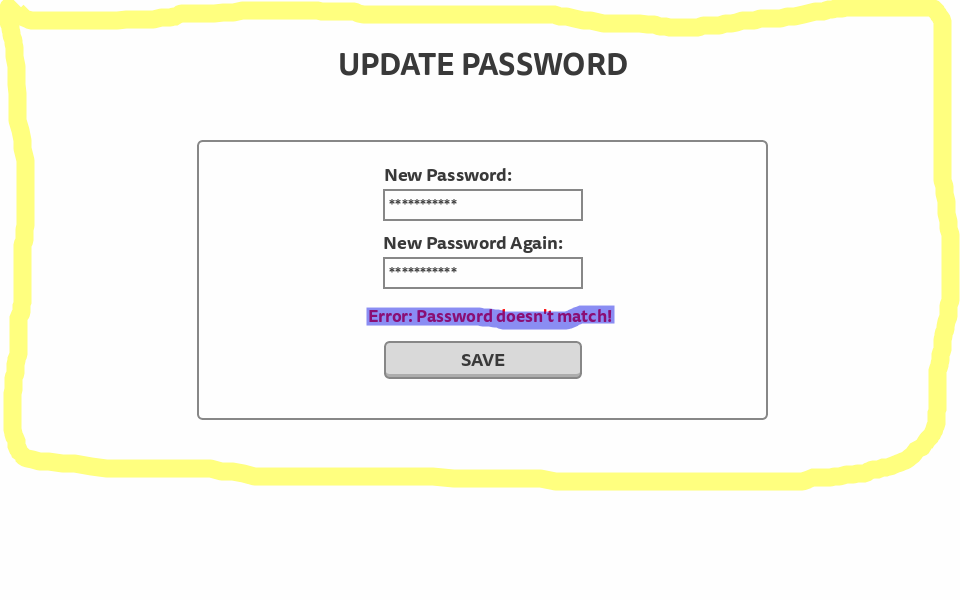 UPDATE PASSWORD
New Password:
***********
New Password Again:
***********
Error: Password doesn't match!
SAVE